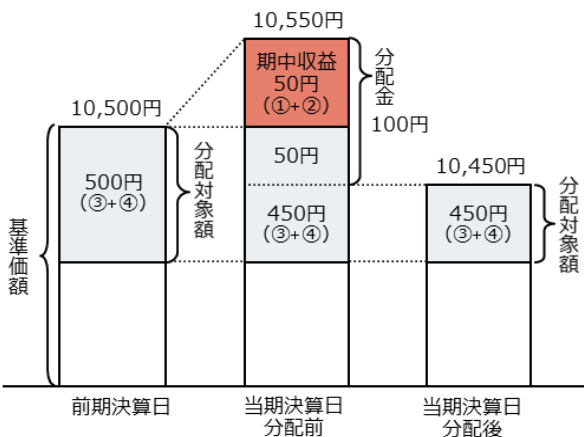 10,550円
期中収益
50円
(①+②)
分配金
100円
10,500円
500円
(③+④)
分配対象額
50円
450円
(③+④)
10,450円
450円
(③+④)
分配対象額
基準価額
前期決算日
当期決算日
分配前
当期決算日
分配後